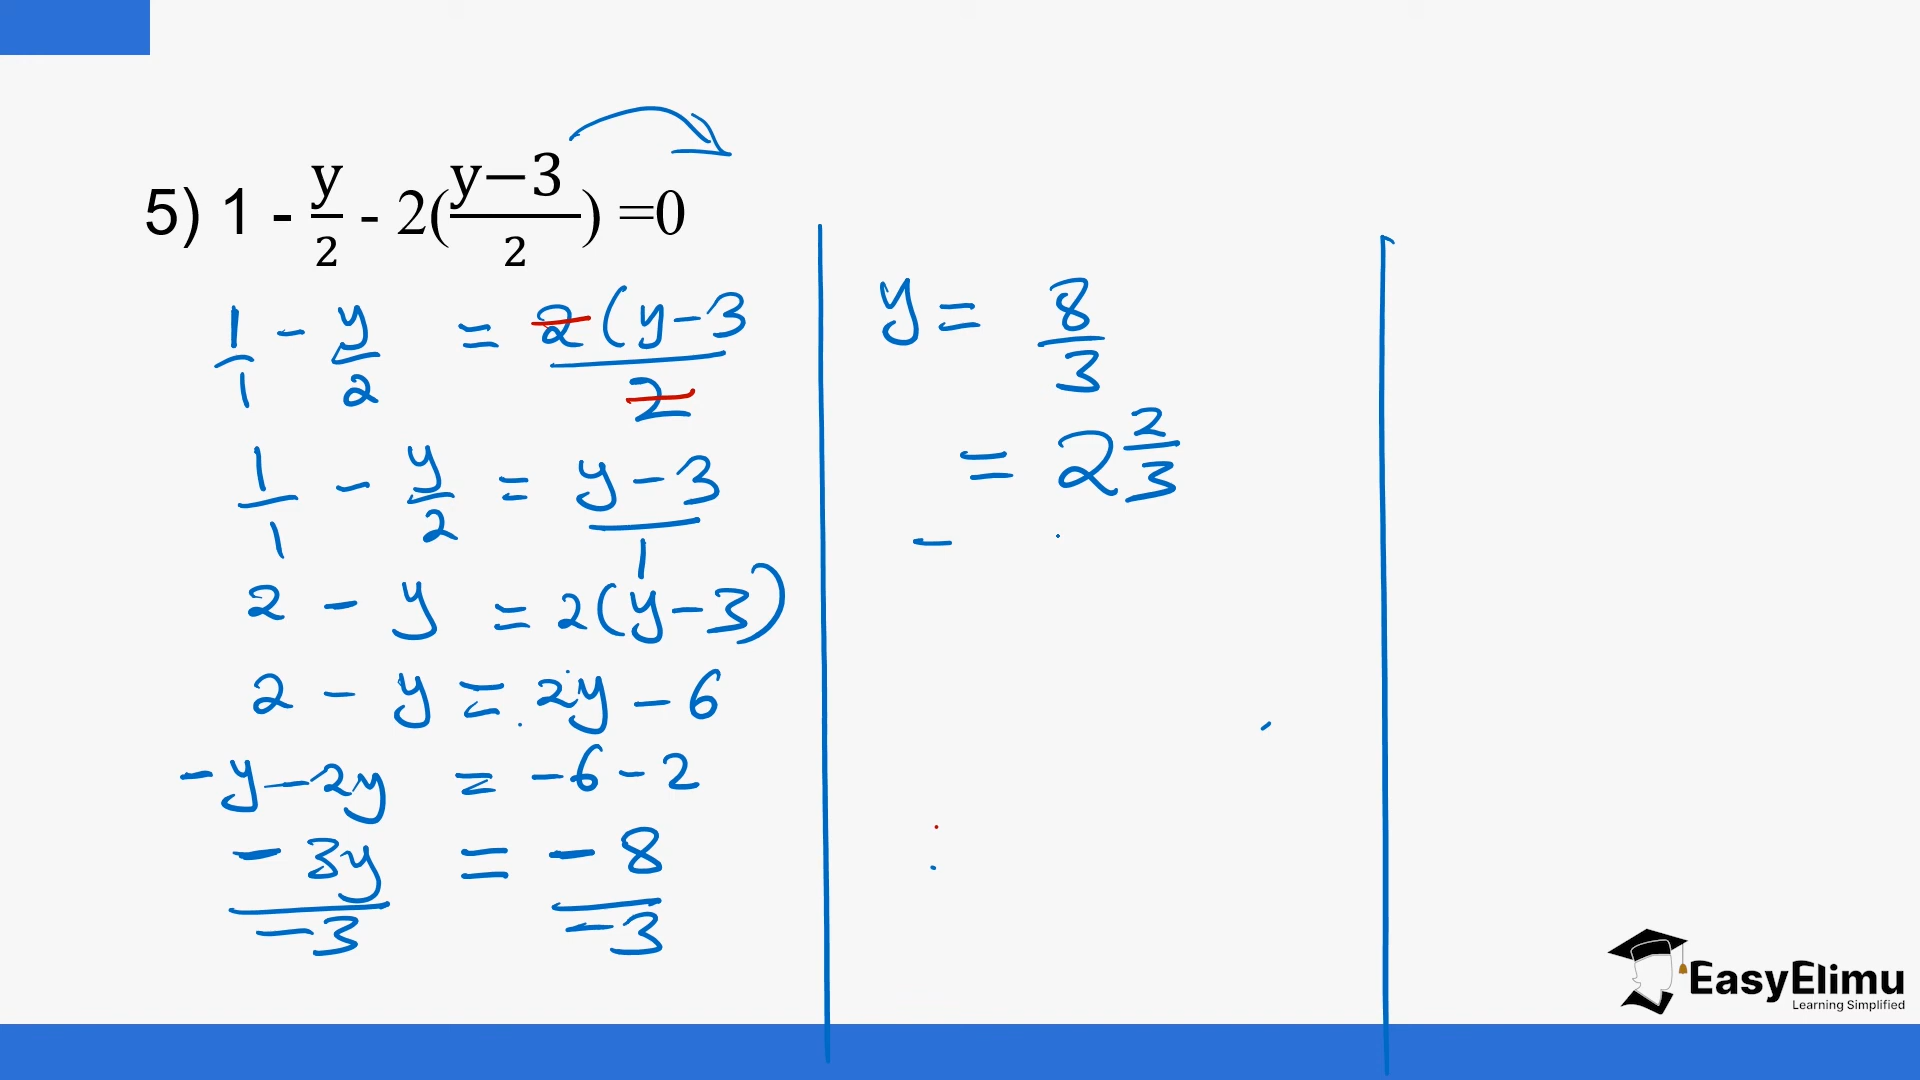 5) 1 - y/2 - 2(y−3/2) =0
1/1 - y/2 = 2(y-3/2
1/1 - y/2 = y-3/1
2 - y = 2(y-3)
2 - y = 2y - 6
-y-2y = -6-2
-3y/-3 = -8/-3
y = 8/3
= 2 2/3
-
EasyElimu
Learning Simplified